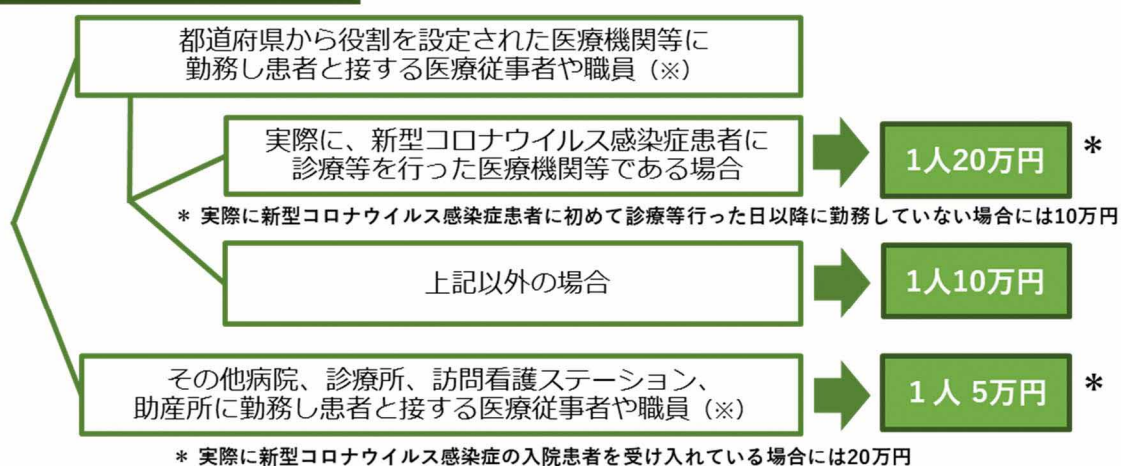 都道府県から役割を設定された医療機関等に
勤務し患者と接する医療従事者や職員（※）
実際に、新型コロナウイルス感染症患者に
診療等を行った医療機関等である場合
1人20万円 *
* 実際に新型コロナウイルス感染症患者に初めて診療等行った日以降に勤務していない場合には10万円
上記以外の場合
1人10万円
その他病院、診療所、訪問看護ステーション、
助産所に勤務し患者と接する医療従事者や職員（※）
1人 5万円 *
* 実際に新型コロナウイルス感染症の入院患者を受け入れている場合には20万円